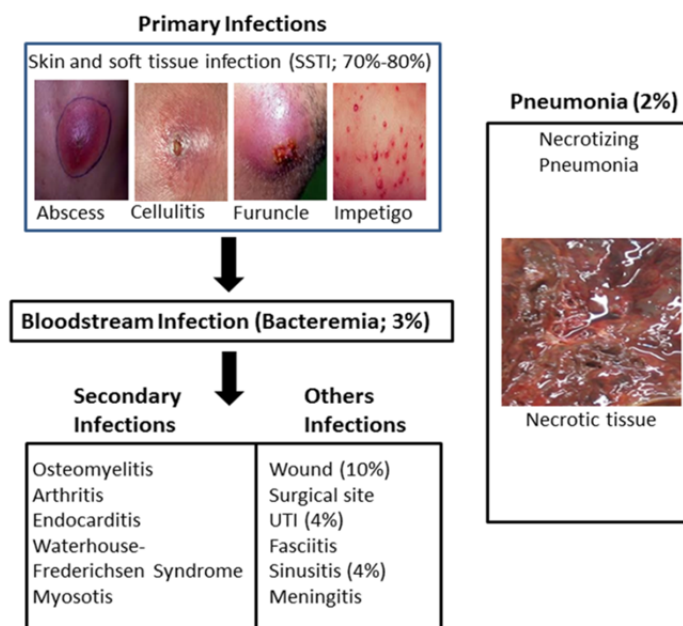 Primary Infections
Skin and soft tissue infection (SSTI; 70%-80%)
Abscess
Cellulitis
Furuncle
Impetigo
Bloodstream Infection (Bacteremia; 3%)
Secondary
Infections
Osteomyelitis
Arthritis
Endocarditis
Waterhouse-
Frederichsen Syndrome
Myosotis
Others
Infections
Wound (10%)
Surgical site
UTI (4%)
Fasciitis
Sinusitis (4%)
Meningitis
Pneumonia (2%)
Necrotizing
Pneumonia
Necrotic tissue